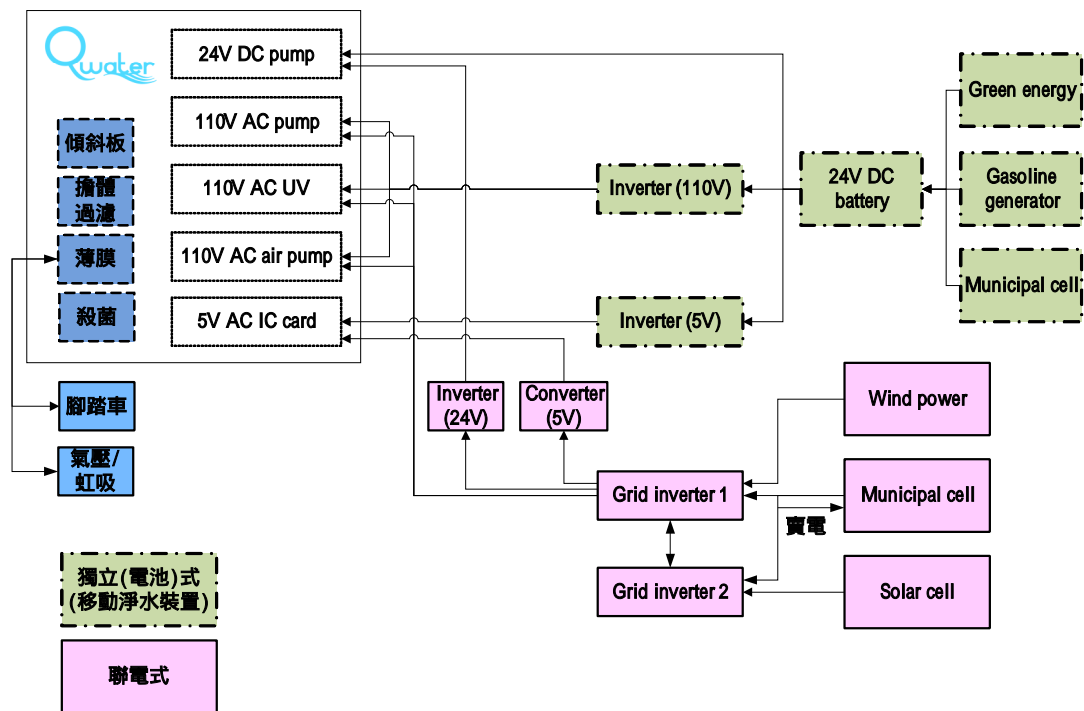 Qwater
24V DC pump
110V AC pump
110V AC UV
110V AC air pump
5V AC IC card
傾斜板
擔體
過濾
薄膜
殺菌
腳踏車
氣壓/
虹吸
Inverter (110V)
Inverter (5V)
24V DC
battery
Green energy
Gasoline
generator
Municipal cell
Inverter
(24V)
Converter
(5V)
Grid inverter 1
Grid inverter 2
Wind power
Municipal cell
賣電
Solar cell
獨立(電池)式
(移動淨水裝置)
聯電式